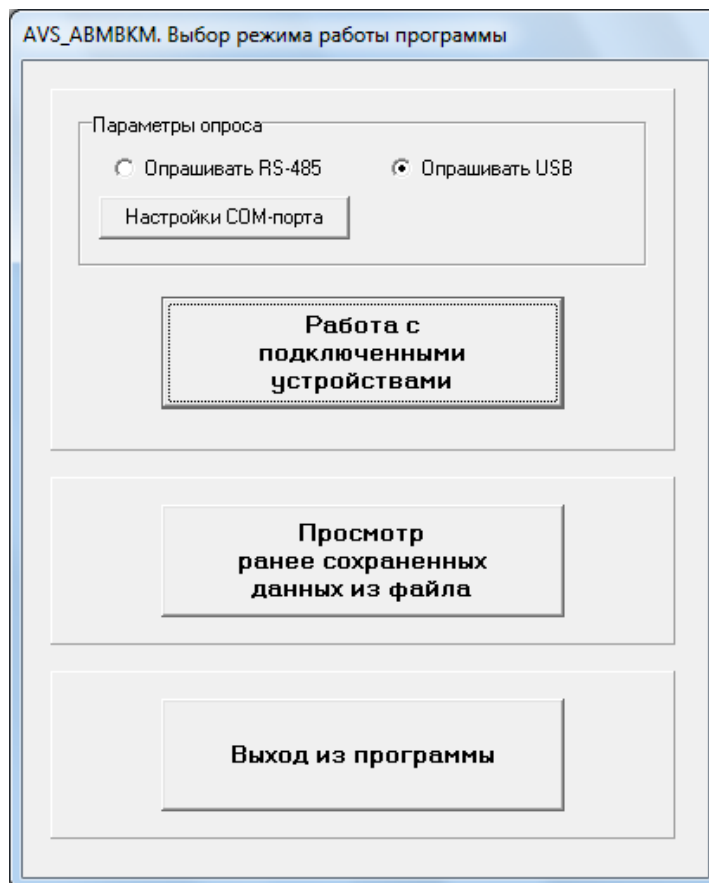 AVS_ABMBKM. Выбор режима работы программы
Параметры опроса
Опрашивать RS-485 Опрашивать USB
Настройки COM-порта
Работа с
подключенными
устройствами
Просмотр
ранее сохраненных
данных из файла
Выход из программы